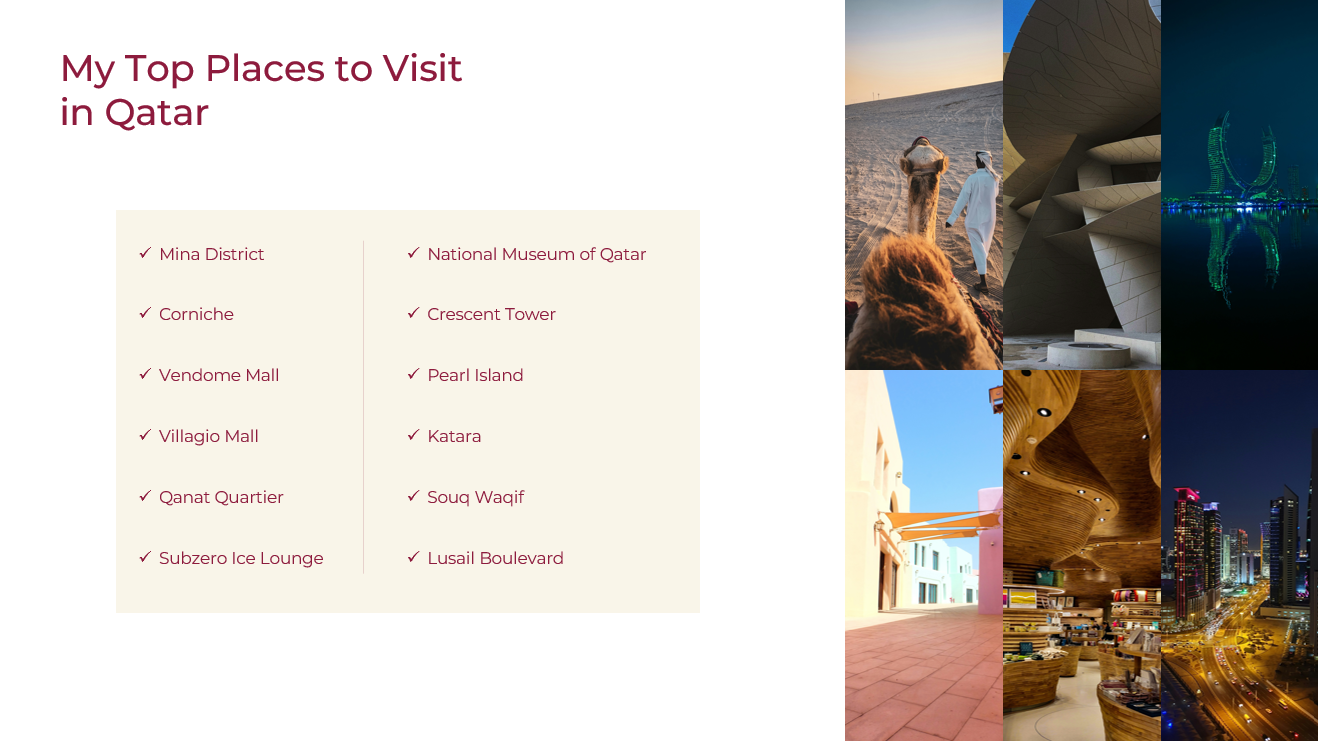 My Top Places to Visit
in Qatar
✓ Mina District
✓ Corniche
✓ Vendome Mall
✓ Villagio Mall
✓ Qanat Quartier
✓ Subzero Ice Lounge
✓ National Museum of Qatar
✓ Crescent Tower
✓ Pearl Island
✓ Katara
✓ Souq Waqif
✓ Lusail Boulevard